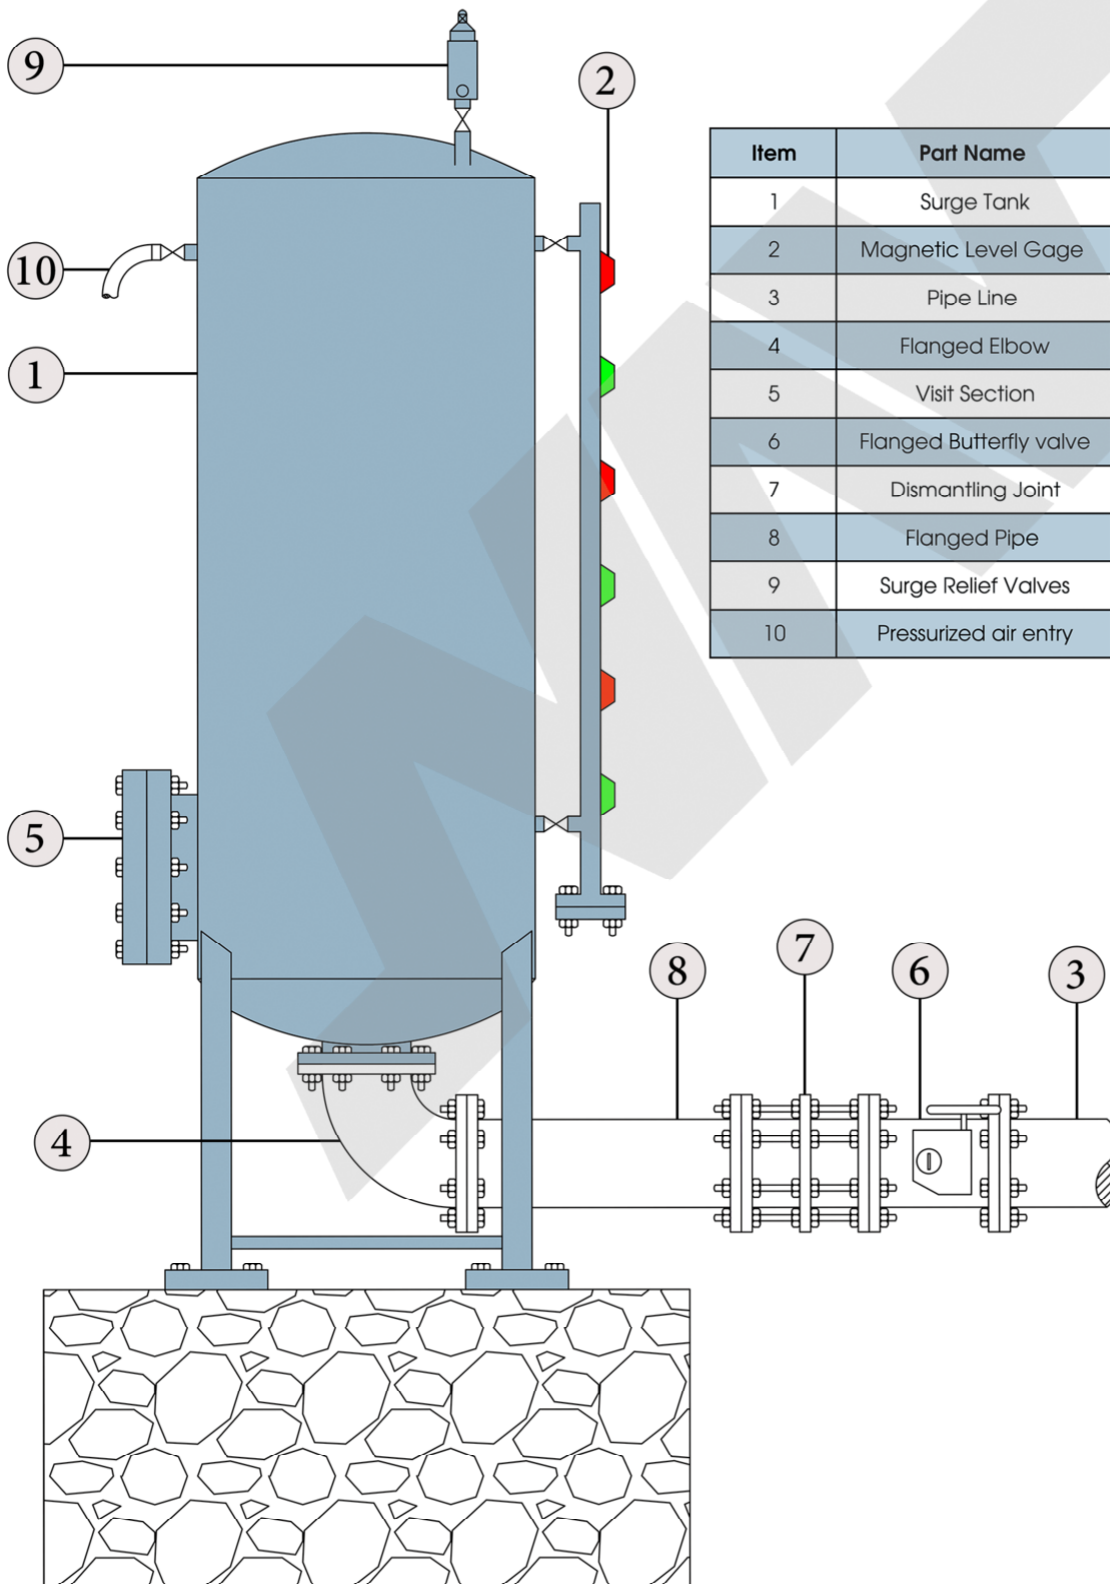 9
2
10
1
5
8
7
6
3
4
Item Part Name
1 Surge Tank
2 Magnetic Level Gage
3 Pipe Line
4 Flanged Elbow
5 Visit Section
6 Flanged Butterfly valve
7 Dismantling Joint
8 Flanged Pipe
9 Surge Relief Valves
10 Pressurized air entry